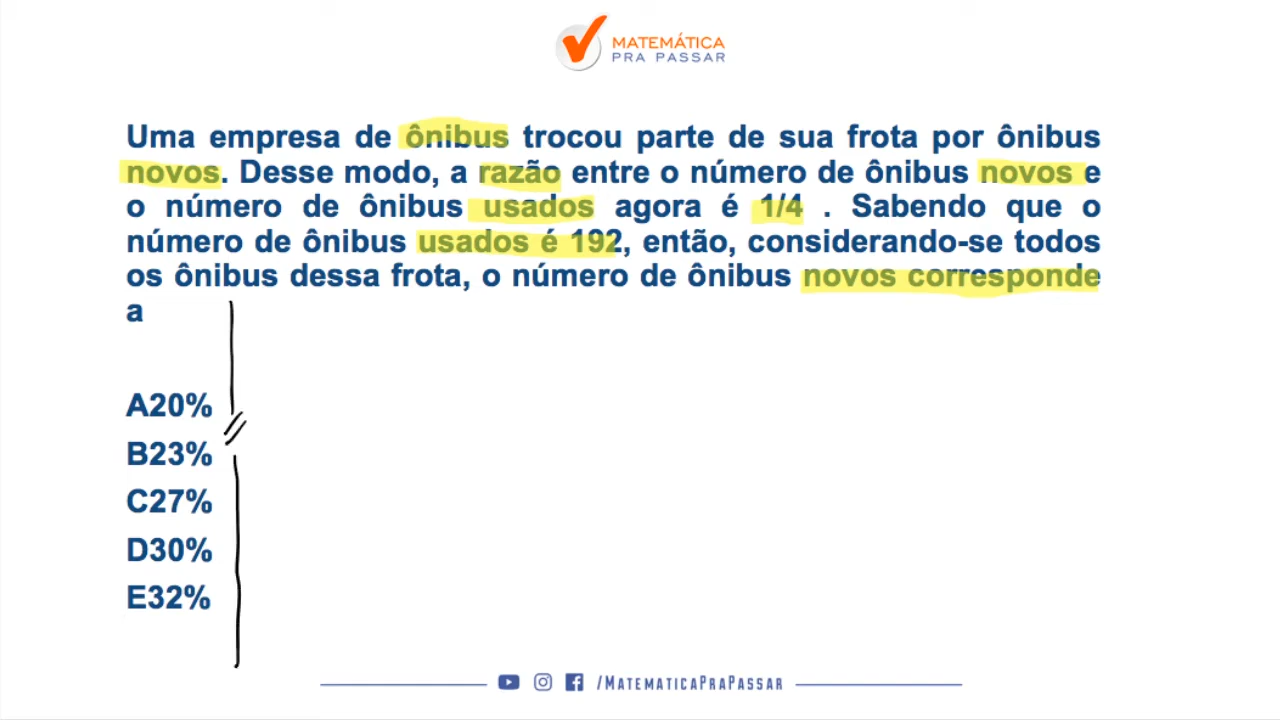 MATEMÁTICA
PRA PASSAR
Uma empresa de ônibus trocou parte de sua frota por ônibus
novos. Desse modo, a razão entre o número de ônibus novos e
o número de ônibus usados agora é 1/4 . Sabendo que o
número de ônibus usados é 192, então, considerando-se todos
os ônibus dessa frota, o número de ônibus novos corresponde
a
A20%
B23%
C27%
D30%
E32%
/MATEMATICAPRAPASSAR